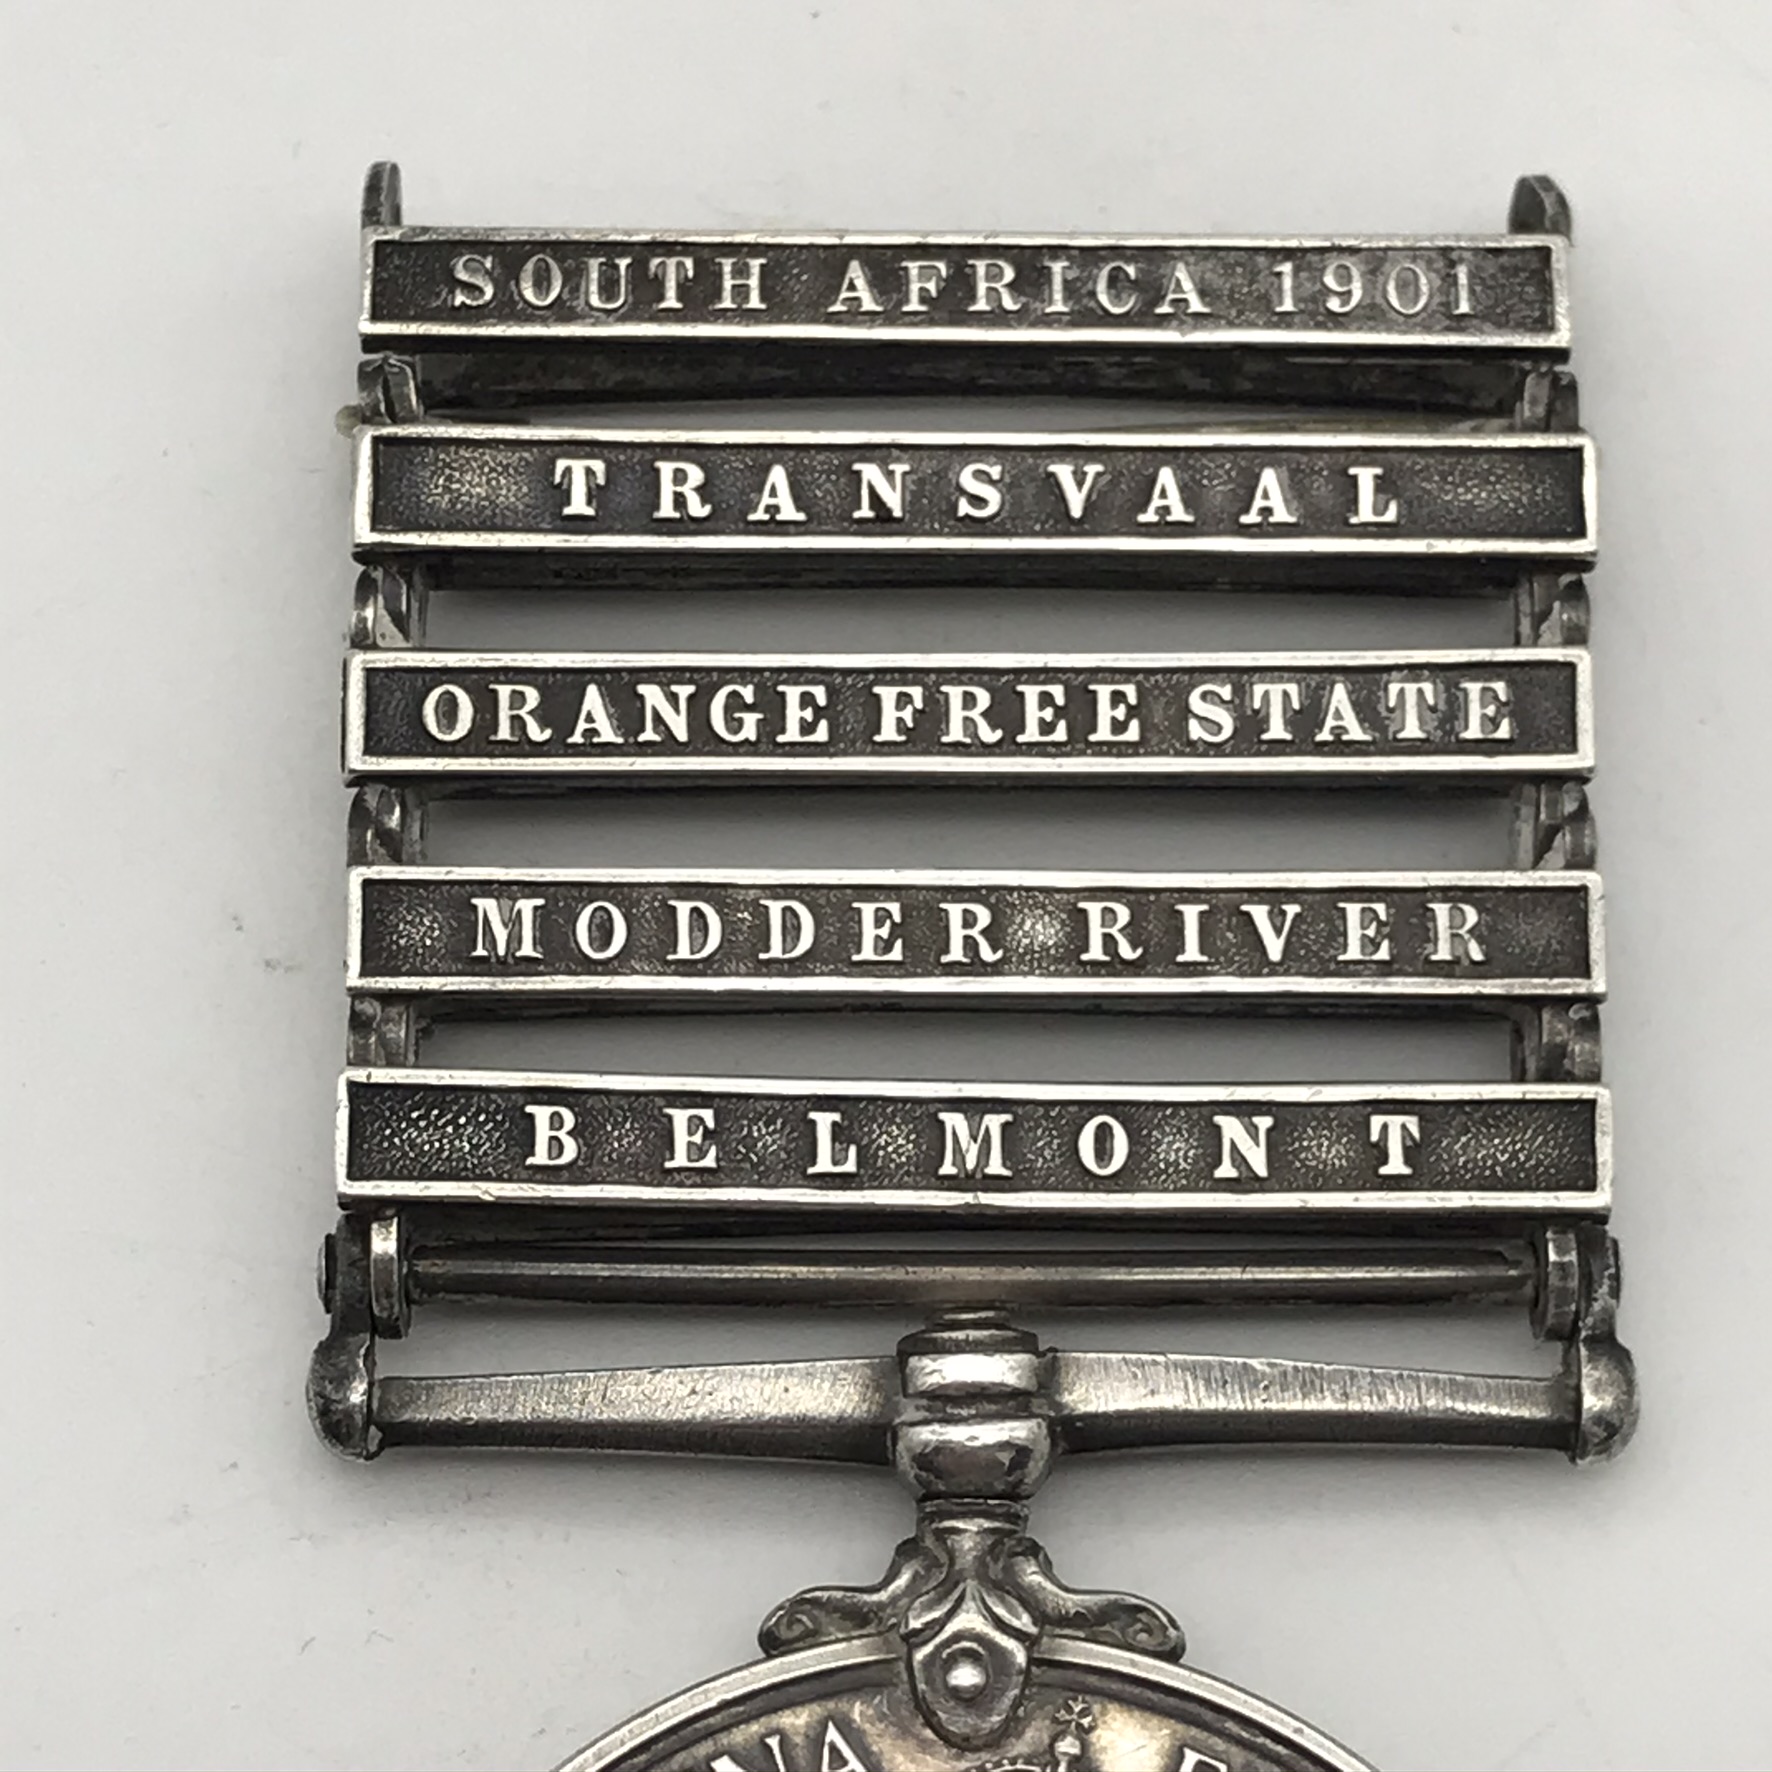 SOUTH AFRICA 1901
TRANSVAAL
ORANGE FREE STATE
MODDER RIVER
BELMONT